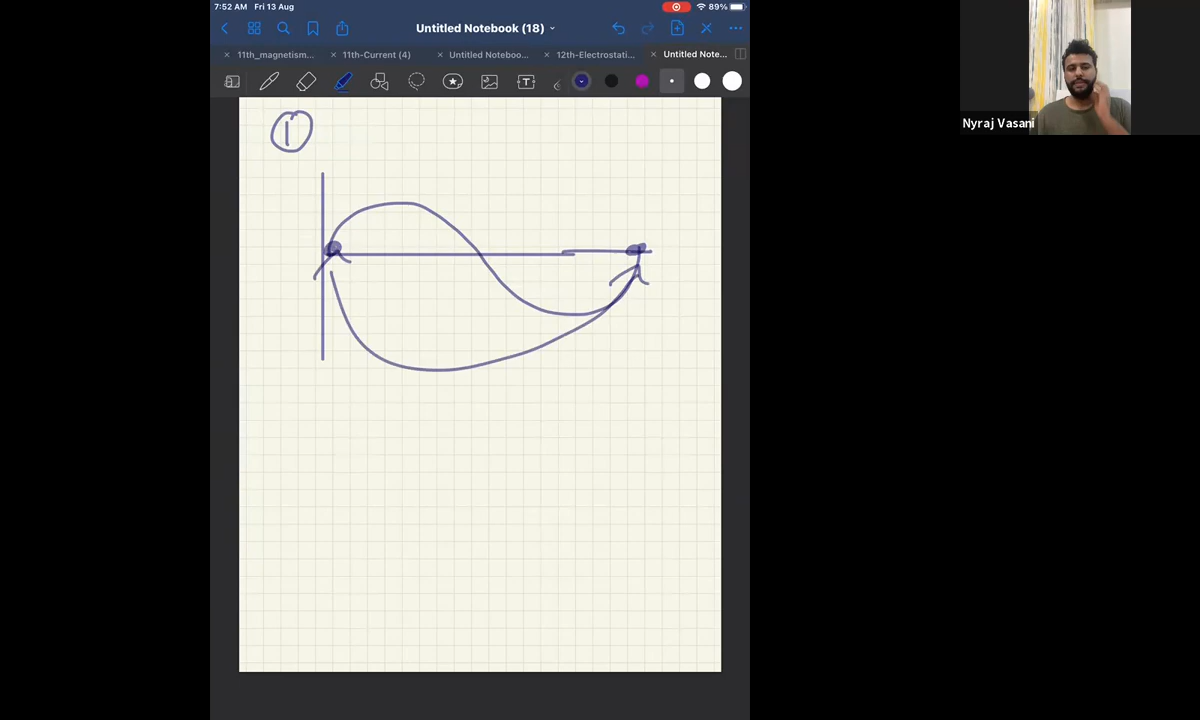 7:52 AM Fri 13 Aug
89%
Untitled Notebook (18)
11th_magnetism...
11th-Current (4)
Untitled Noteboo...
12th-Electrostati...
Untitled Note...
T
1
Nyraj Vasani